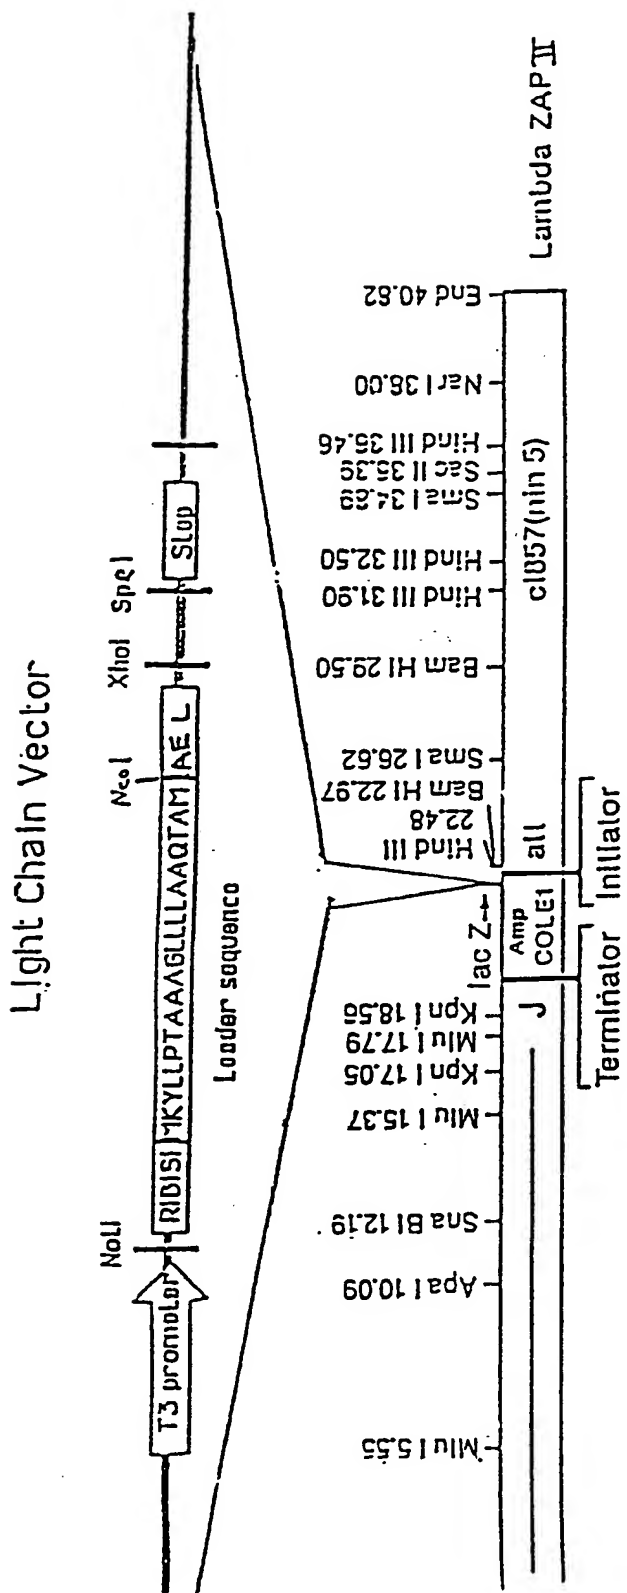 Light Chain Vector
T3 promoter
NotI
RIBISI
MKYLLPTAAAGLLLLAAQTAM
AE L
Leader sequence
NcoI
XhoI
SpeI
Stop
Mlu I 5.55
Apa I 10.09
Sna BI 12.19
Mlu I 15.37
Kpn I 17.05
Mlu I 17.79
Kpn I 18.56
lac Z
Hind III
22.48
Bam HI 22.97
Sma I 26.62
Bam HI 29.50
Hind III 31.90
Hind III 32.50
Sma I 34.89
Sac II 35.39
Hind III 35.46
Nar I 38.00
End 40.82
J
Amp
COLE1
att
cI857(nin 5)
Terminator
Initiator
Lambda ZAP II